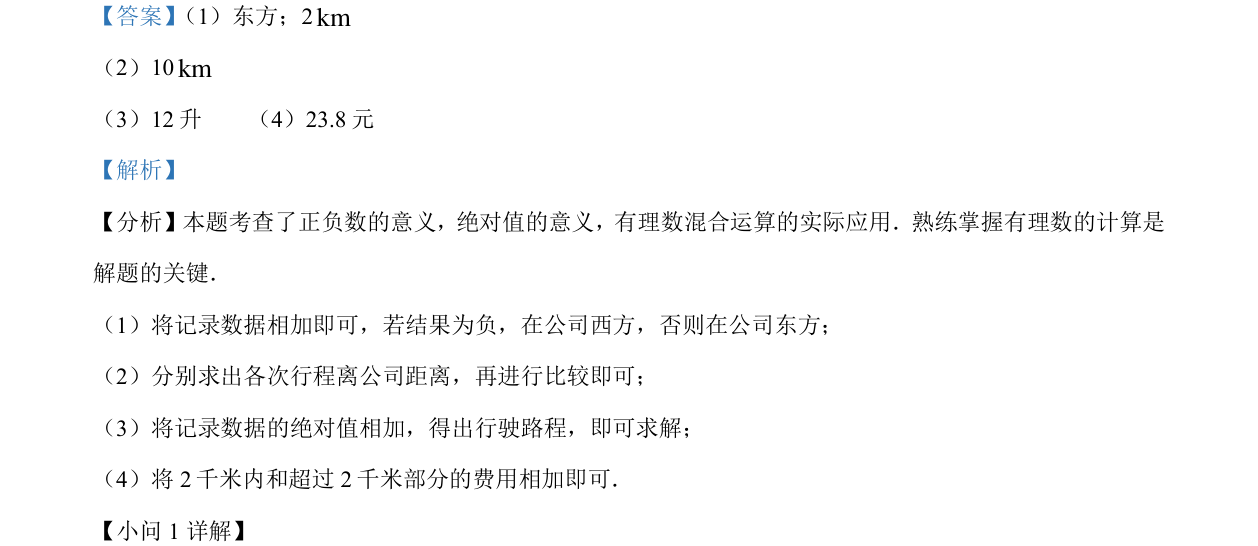 【答案】（1）东方；2km
（2）10km
（3）12 升 （4）23.8 元
【解析】
【分析】本题考查了正负数的意义，绝对值的意义，有理数混合运算的实际应用．熟练掌握有理数的计算是
解题的关键．
（1）将记录数据相加即可，若结果为负，在公司西方，否则在公司东方；
（2）分别求出各次行程离公司距离，再进行比较即可；
（3）将记录数据的绝对值相加，得出行驶路程，即可求解；
（4）将 2 千米内和超过 2 千米部分的费用相加即可．
【小问 1 详解】